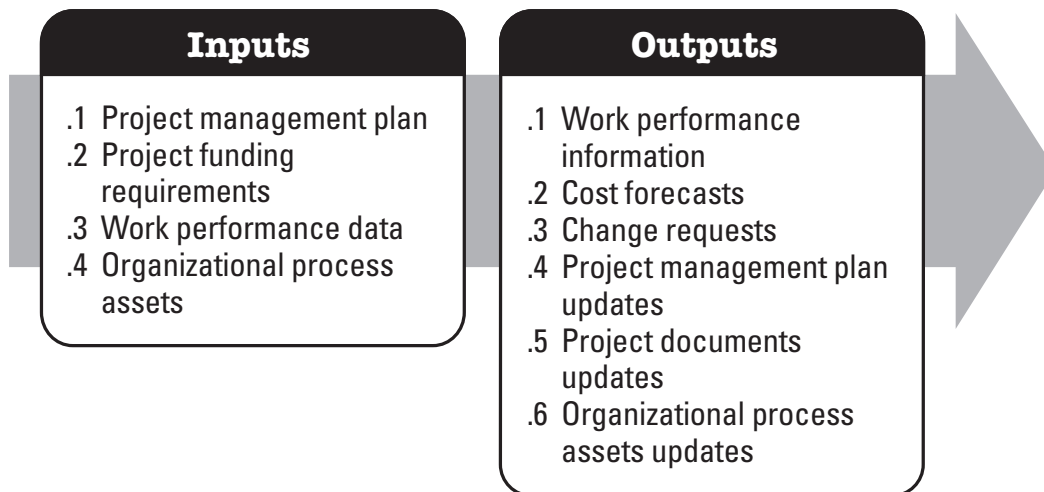 Inputs
.1 Project management plan
.2 Project funding
requirements
.3 Work performance data
.4 Organizational process
assets
Outputs
.1 Work performance
information
.2 Cost forecasts
.3 Change requests
.4 Project management plan
updates
.5 Project documents
updates
.6 Organizational process
assets updates